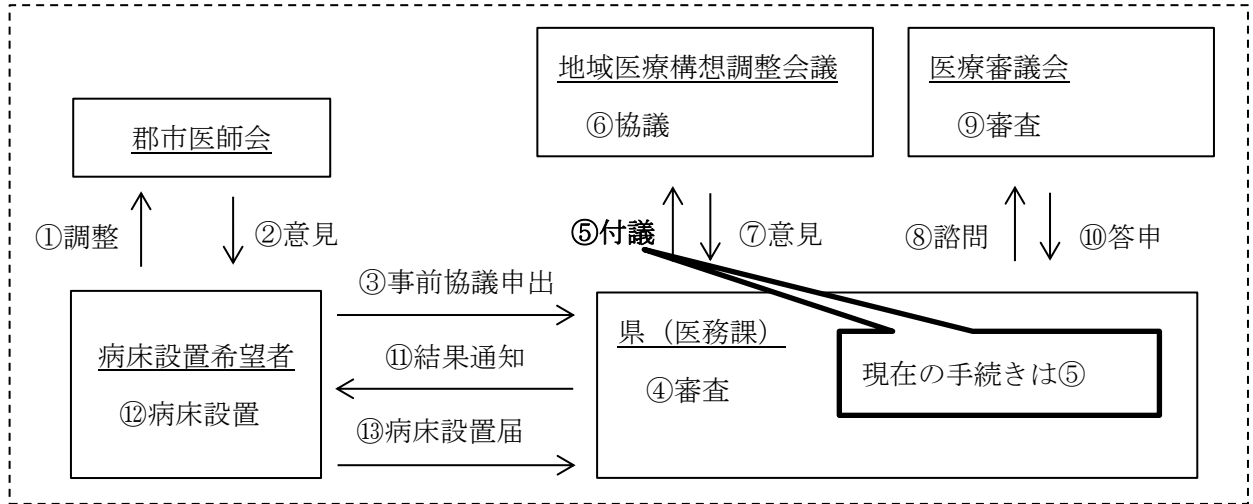 地域医療構想調整会議
⑥協議
医療審議会
⑨審査
郡市医師会
①調整
②意見
⑤付議
⑦意見
⑧諮問
⑩答申
③事前協議申出
病床設置希望者
⑫病床設置
⑪結果通知
⑬病床設置届
県（医務課）
④審査
現在の手続きは⑤